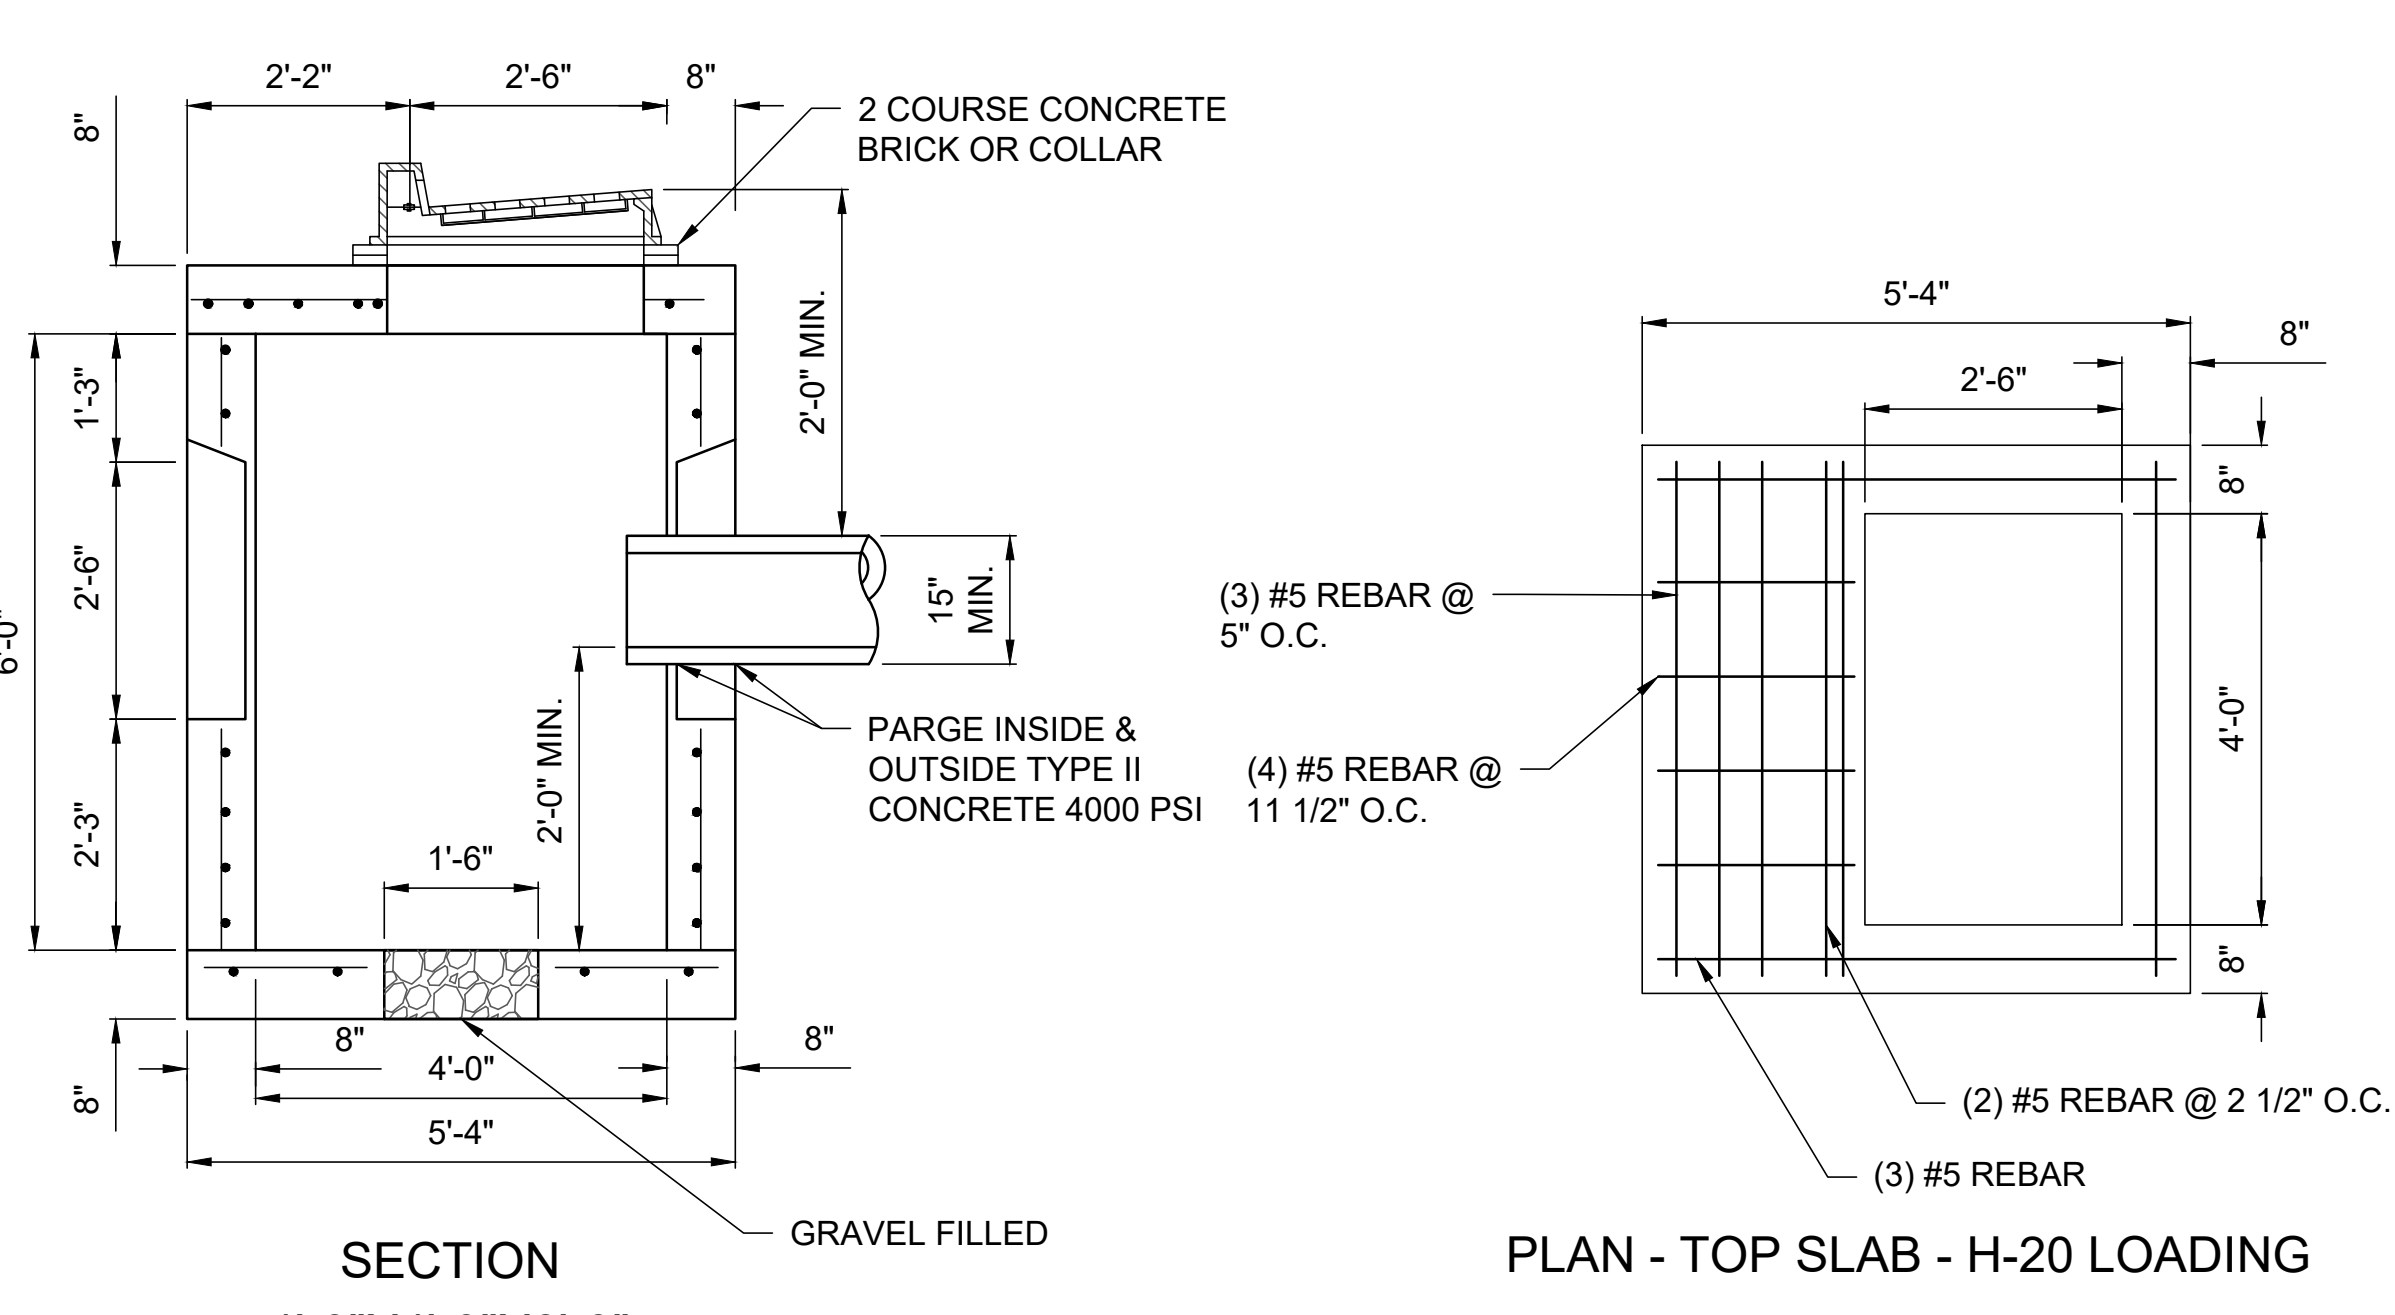 2'-2"
2'-6"
8"
8"
2 COURSE CONCRETE
BRICK OR COLLAR
2'-0" MIN.
1'-3"
2'-6"
6'-0"
2'-3"
15"
MIN.
2'-0" MIN.
PARGE INSIDE &
OUTSIDE TYPE II
CONCRETE 4000 PSI
1'-6"
8"
8"
4'-0"
8"
5'-4"
GRAVEL FILLED
SECTION
5'-4"
8"
2'-6"
8"
(3) #5 REBAR @
5" O.C.
4'-0"
(4) #5 REBAR @
11 1/2" O.C.
8"
(2) #5 REBAR @ 2 1/2" O.C.
(3) #5 REBAR
PLAN - TOP SLAB - H-20 LOADING